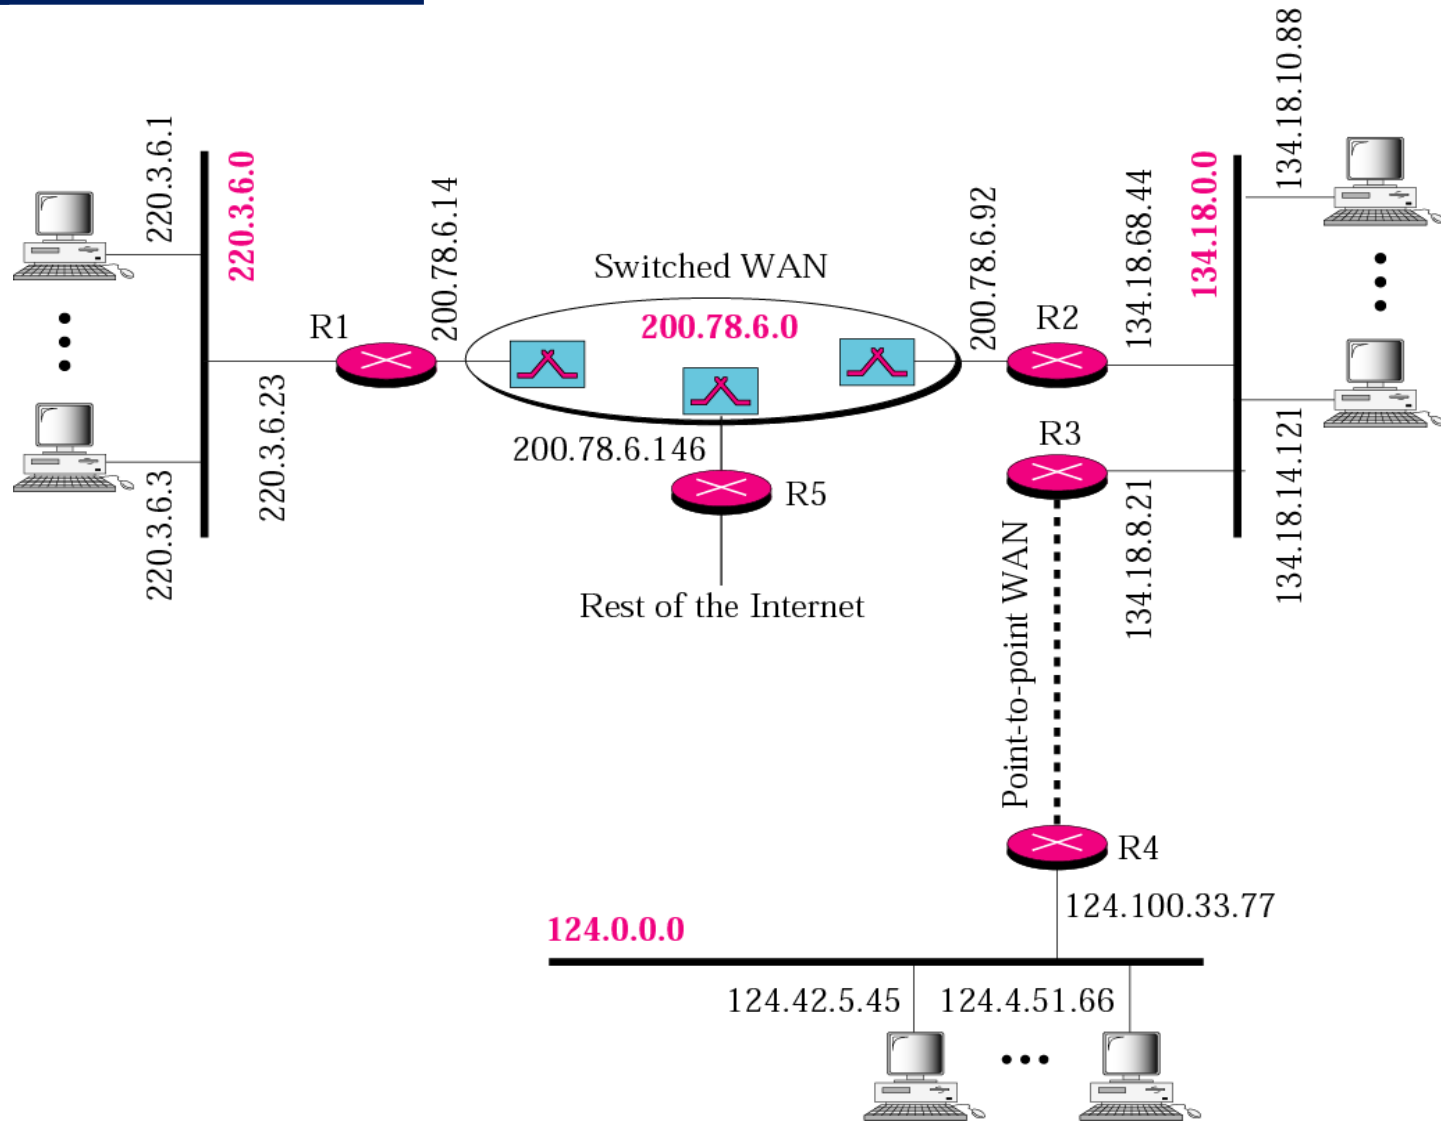 220.3.6.1
220.3.6.0
220.3.6.23
220.3.6.3
R1
200.78.6.14
Switched WAN
200.78.6.0
200.78.6.146
R5
Rest of the Internet
200.78.6.92
R2
134.18.68.44
134.18.0.0
134.18.10.88
R3
134.18.8.21
134.18.14.121
Point-to-point WAN
R4
124.100.33.77
124.0.0.0
124.42.5.45
124.4.51.66